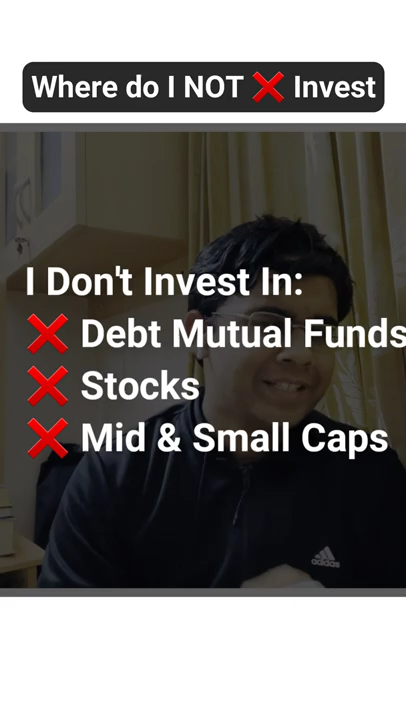 Where do I NOT ❌ Invest
I Don't Invest In:
❌ Debt Mutual Funds
❌ Stocks
❌ Mid & Small Caps
adidas